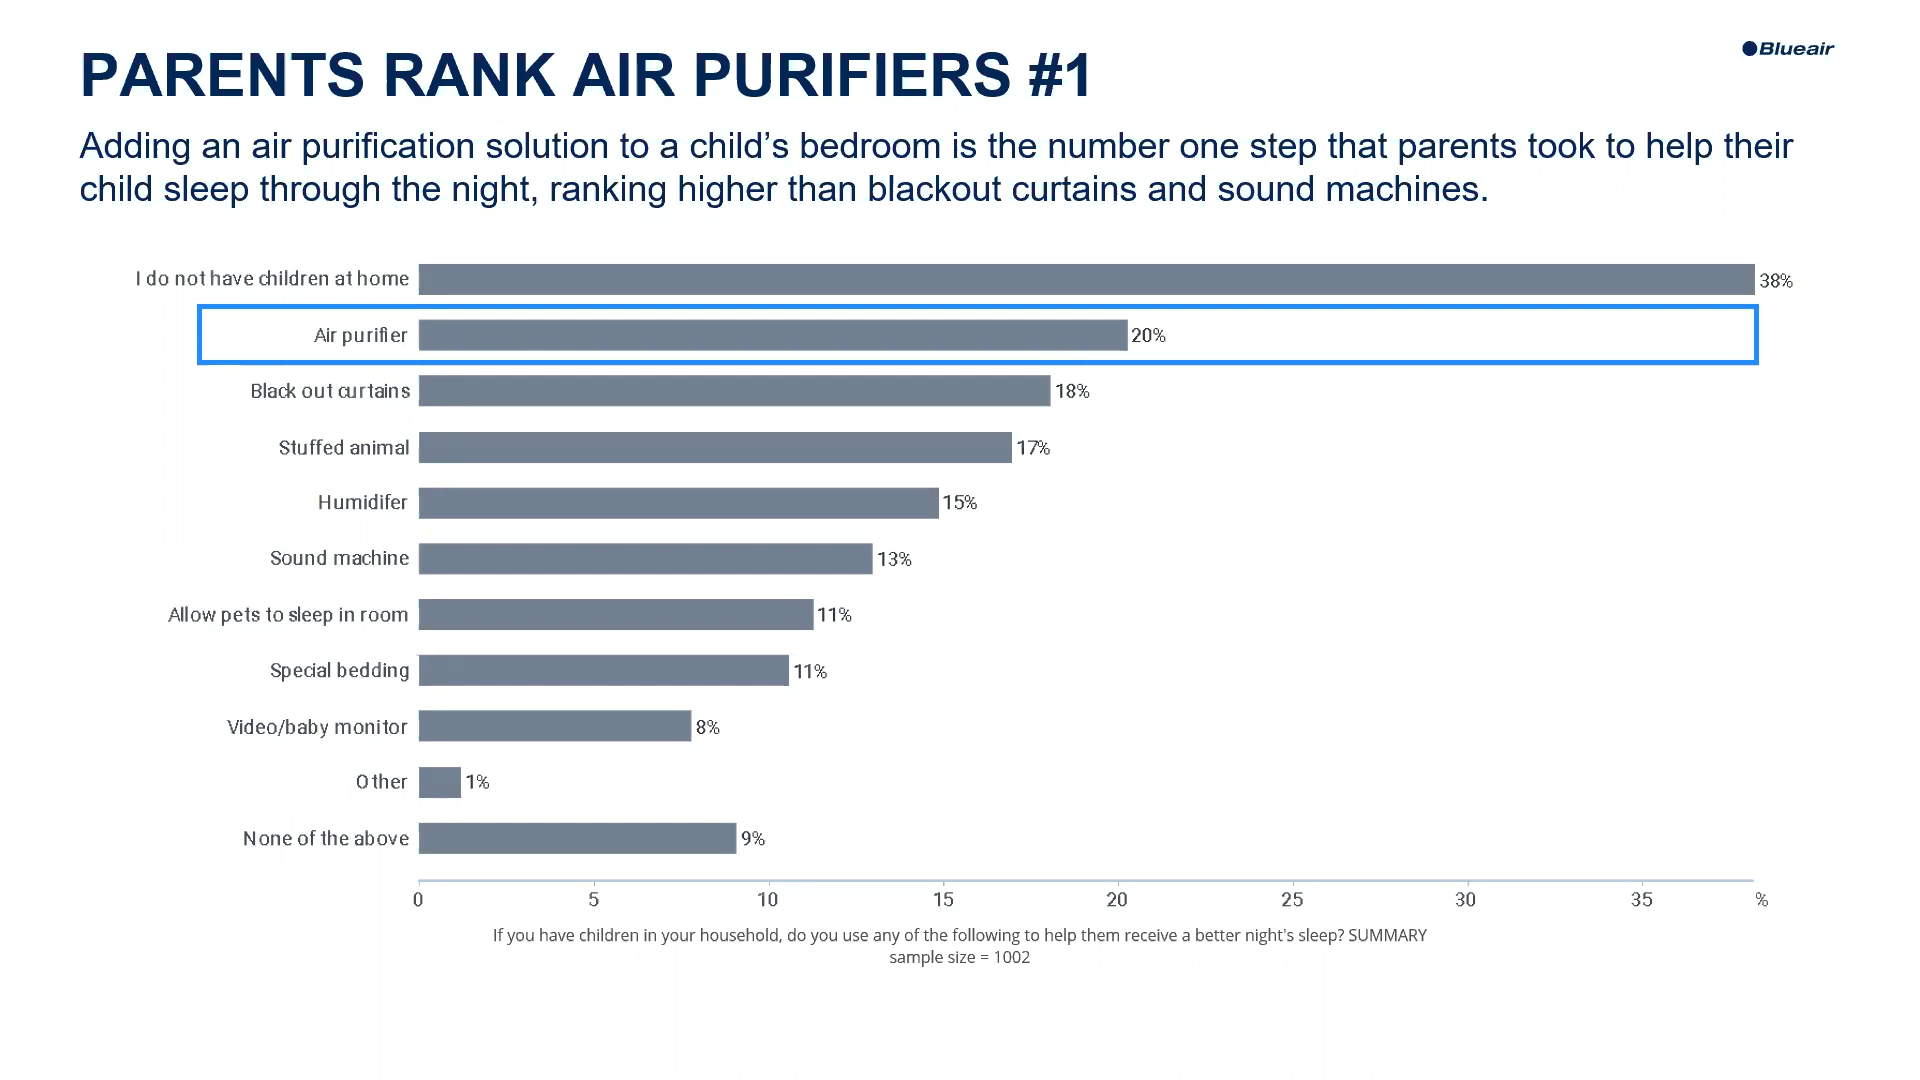 Blueair
PARENTS RANK AIR PURIFIERS #1
Adding an air purification solution to a child’s bedroom is the number one step that parents took to help their
child sleep through the night, ranking higher than blackout curtains and sound machines.
I do not have children at home 38%
Air purifier 20%
Black out curtains 18%
Stuffed animal 17%
Humidifer 15%
Sound machine 13%
Allow pets to sleep in room 11%
Special bedding 11%
Video/baby monitor 8%
Other 1%
None of the above 9%
0 5 10 15 20 25 30 35 %
If you have children in your household, do you use any of the following to help them receive a better night's sleep? SUMMARY
sample size = 1002